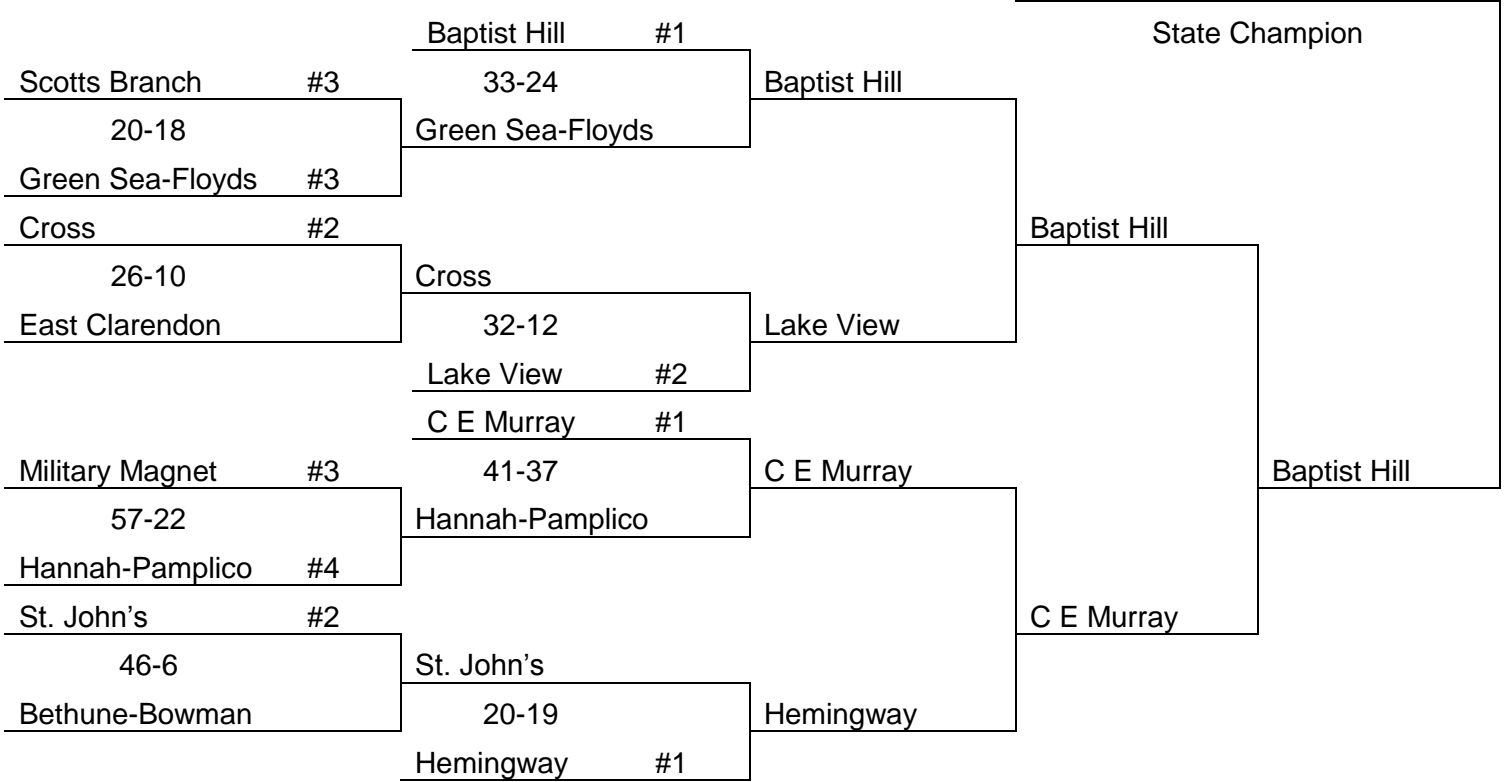 Baptist Hill #1 State Champion
Scotts Branch #3 33-24 Baptist Hill
20-18 Green Sea-Floyds
Green Sea-Floyds #3
Cross #2 Baptist Hill
26-10 Cross
East Clarendon 32-12 Lake View
Lake View #2
C E Murray #1
Military Magnet #3 41-37 C E Murray Baptist Hill
57-22 Hannah-Pamplico
Hannah-Pamplico #4
St. John’s #2 C E Murray
46-6 St. John’s
Bethune-Bowman 20-19 Hemingway
Hemingway #1